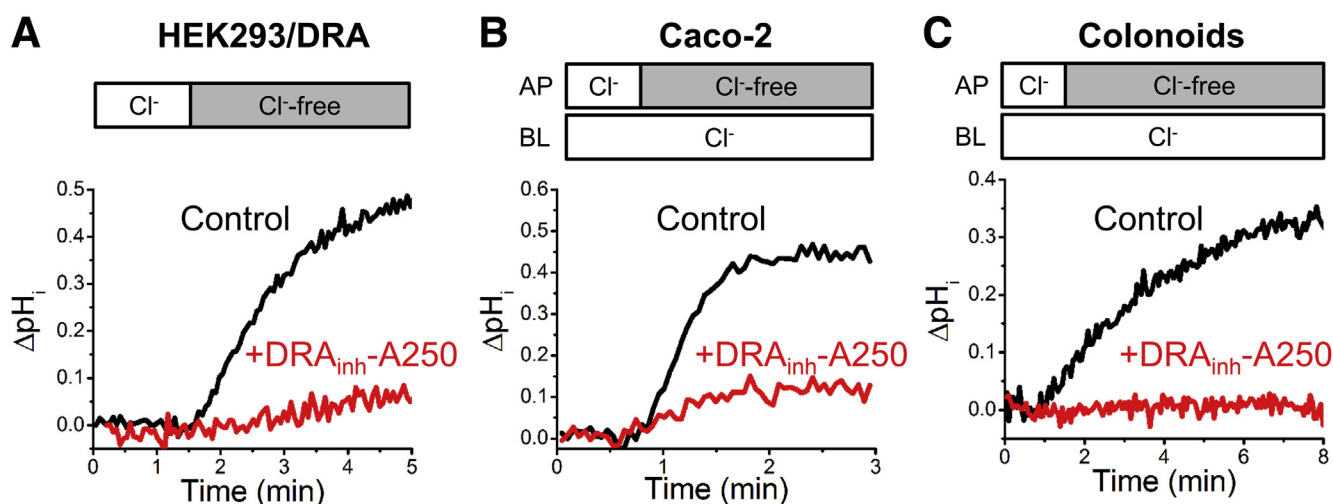 A HEK293/DRA
Cl⁻ Cl⁻-free
0.5
0.4
0.3
0.2
0.1
0.0
ΔpHᵢ
Control
+DRAᵢₙₕ-A250
0 1 2 3 4 5
Time (min)
B Caco-2
AP Cl⁻ Cl⁻-free
BL Cl⁻
0.6
0.5
0.4
0.3
0.2
0.1
0.0
ΔpHᵢ
Control
+DRAᵢₙₕ-A250
0 1 2 3
Time (min)
C Colonoids
AP Cl⁻ Cl⁻-free
BL Cl⁻
0.4
0.3
0.2
0.1
0.0
ΔpHᵢ
Control
+DRAᵢₙₕ-A250
0 2 4 6 8
Time (min)